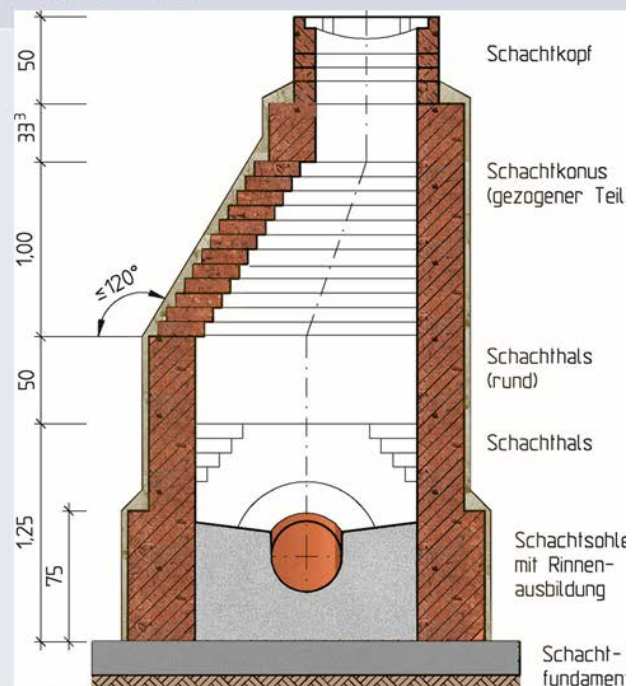 50
33³
1,00
≤120°
50
1,25
75
Schachtkopf
Schachtkonus
(gezogener Teil
Schachthals
(rund)
Schachthals
Schachtsohle
mit Rinnen-
ausbildung
Schacht-
fundament